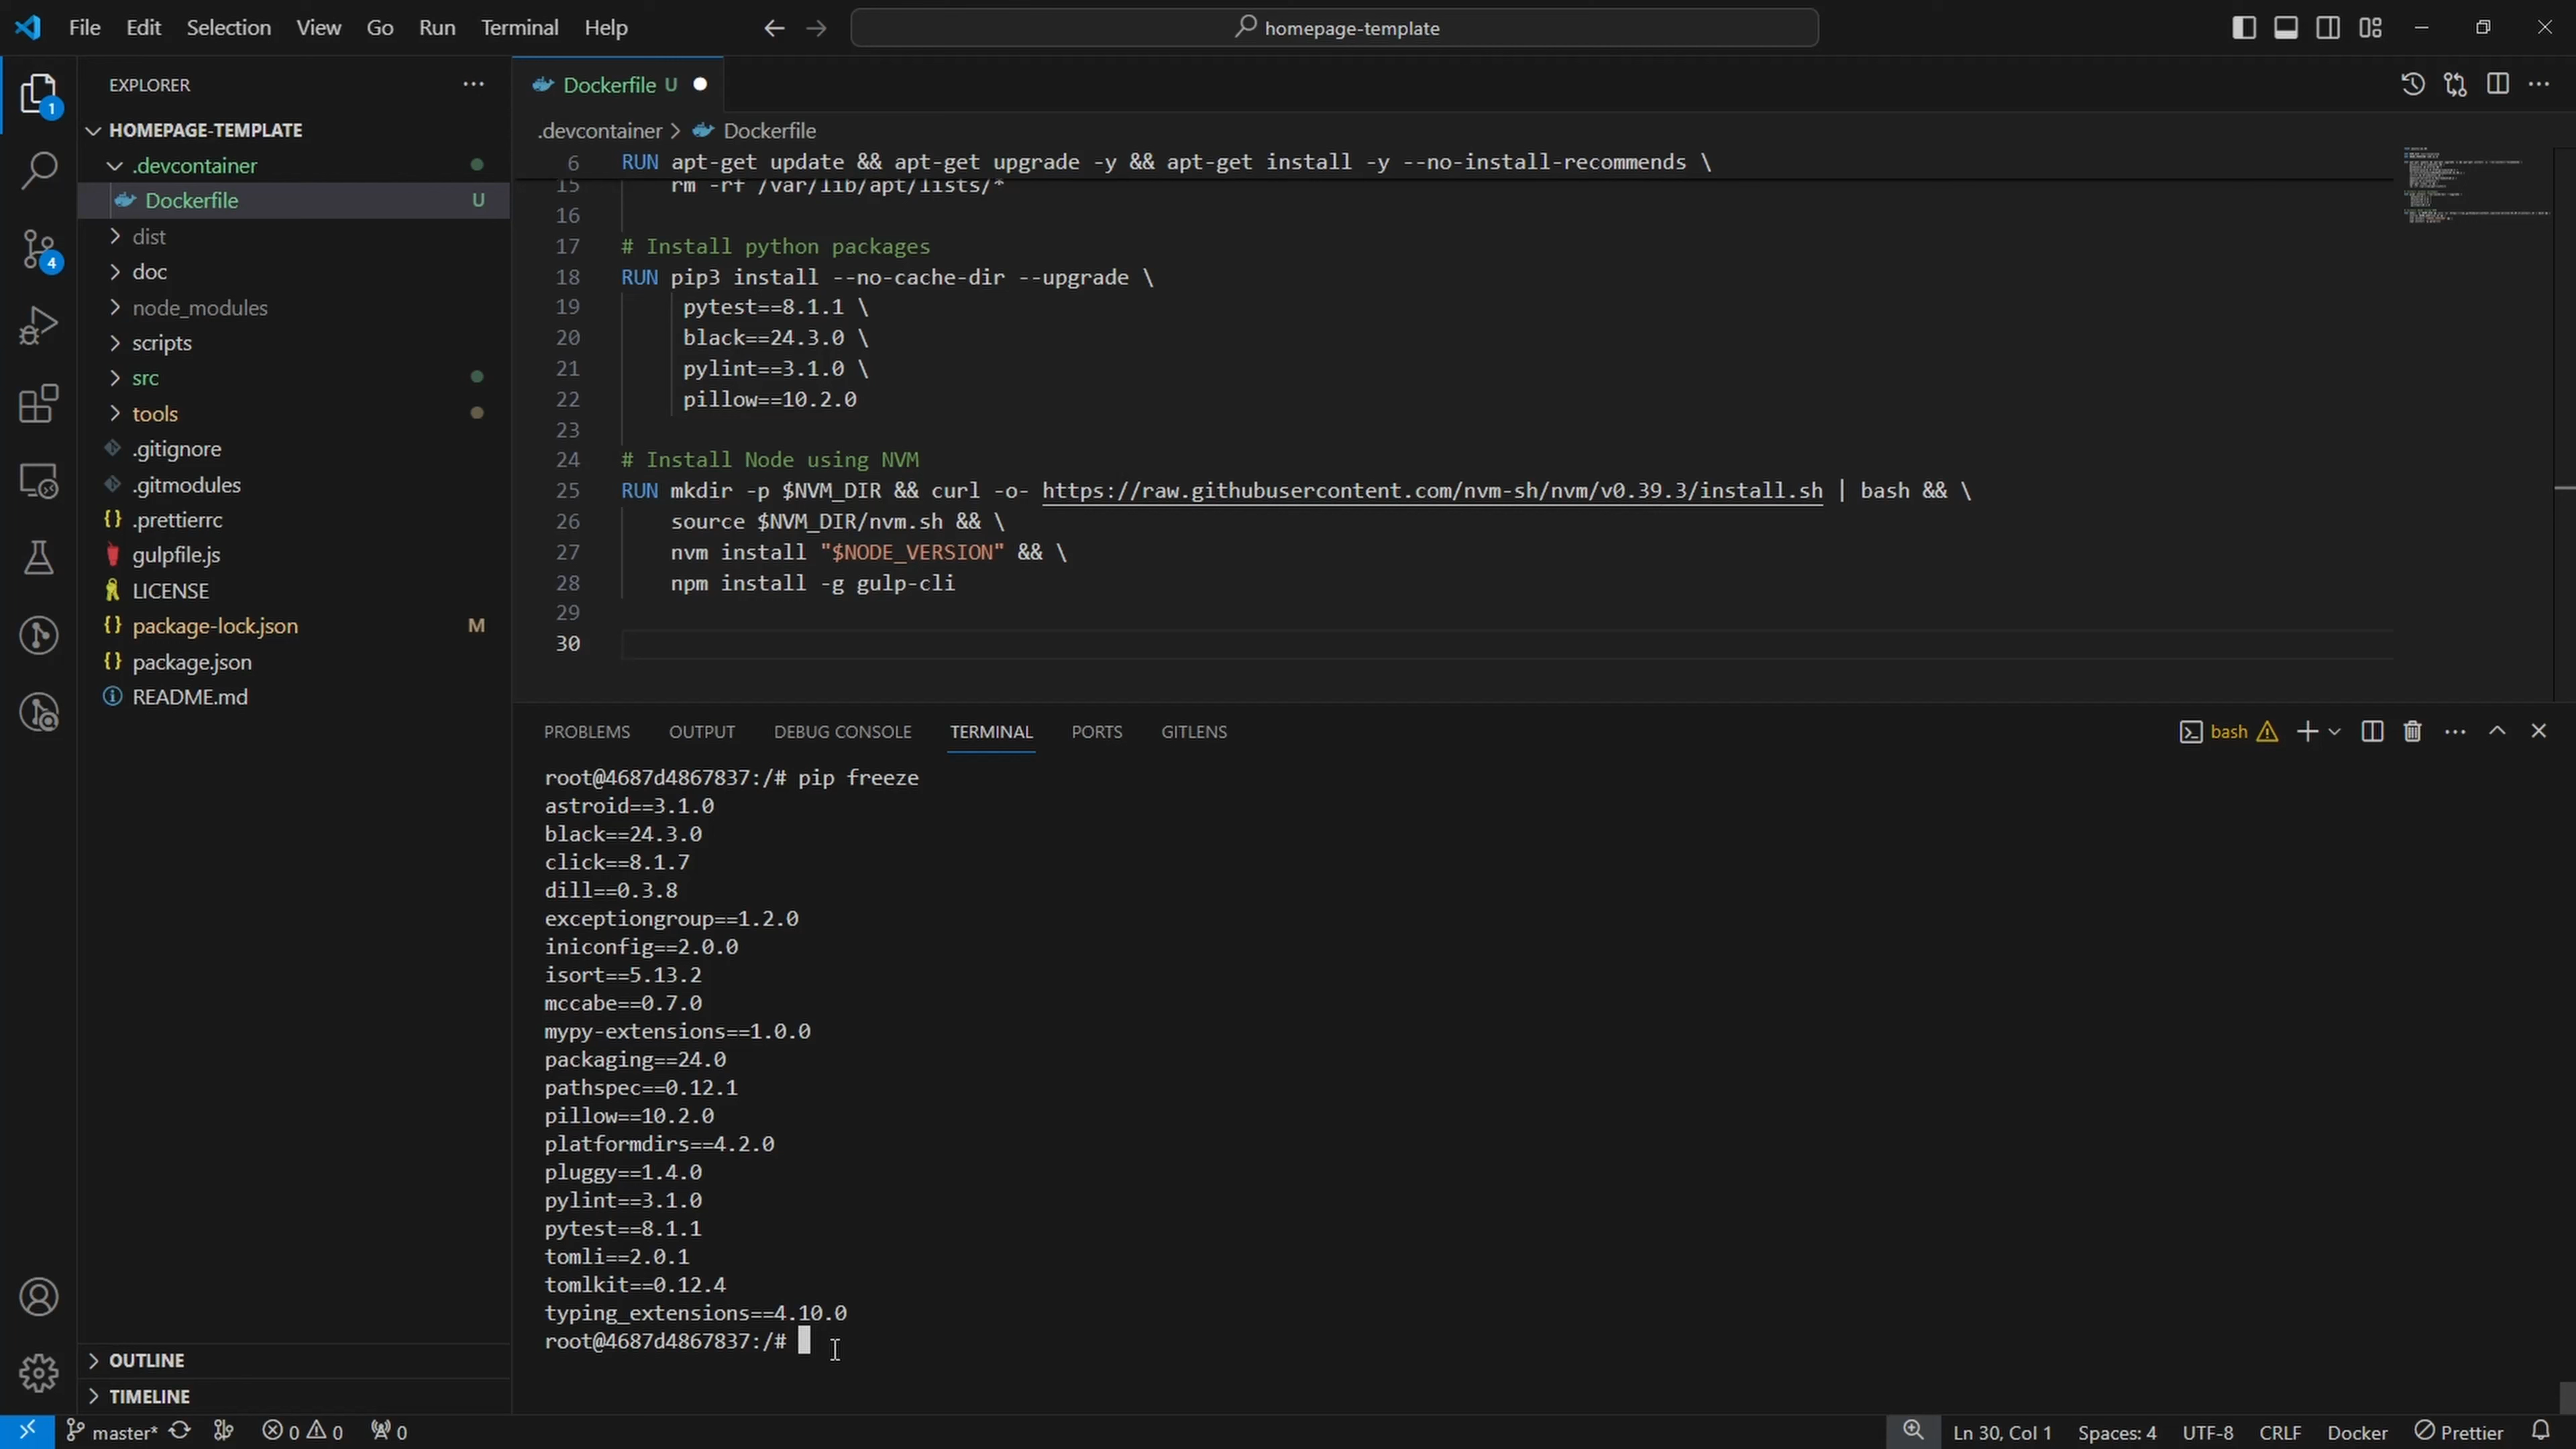 File Edit Selection View Go Run Terminal Help
homepage-template
EXPLORER
HOMEPAGE-TEMPLATE
.devcontainer
Dockerfile U
dist
doc
node_modules
scripts
src
tools
.gitignore
.gitmodules
.prettierrc
gulpfile.js
LICENSE
package-lock.json M
package.json
README.md
OUTLINE
TIMELINE
1
4
Dockerfile U
.devcontainer > Dockerfile
6 RUN apt-get update && apt-get upgrade -y && apt-get install -y --no-install-recommends \
15 rm -rf /var/lib/apt/lists/*
16
17 # Install python packages
18 RUN pip3 install --no-cache-dir --upgrade \
19 pytest==8.1.1 \
20 black==24.3.0 \
21 pylint==3.1.0 \
22 pillow==10.2.0
23
24 # Install Node using NVM
25 RUN mkdir -p $NVM_DIR && curl -o- https://raw.githubusercontent.com/nvm-sh/nvm/v0.39.3/install.sh | bash && \
26 source $NVM_DIR/nvm.sh && \
27 nvm install "$NODE_VERSION" && \
28 npm install -g gulp-cli
29
30
PROBLEMS OUTPUT DEBUG CONSOLE TERMINAL PORTS GITLENS
bash
root@4687d4867837:/# pip freeze
astroid==3.1.0
black==24.3.0
click==8.1.7
dill==0.3.8
exceptiongroup==1.2.0
iniconfig==2.0.0
isort==5.13.2
mccabe==0.7.0
mypy-extensions==1.0.0
packaging==24.0
pathspec==0.12.1
pillow==10.2.0
platformdirs==4.2.0
pluggy==1.4.0
pylint==3.1.0
pytest==8.1.1
tomli==2.0.1
tomlkit==0.12.4
typing_extensions==4.10.0
root@4687d4867837:/#
master* 0 0 0
Ln 30, Col 1 Spaces: 4 UTF-8 CRLF Docker Prettier